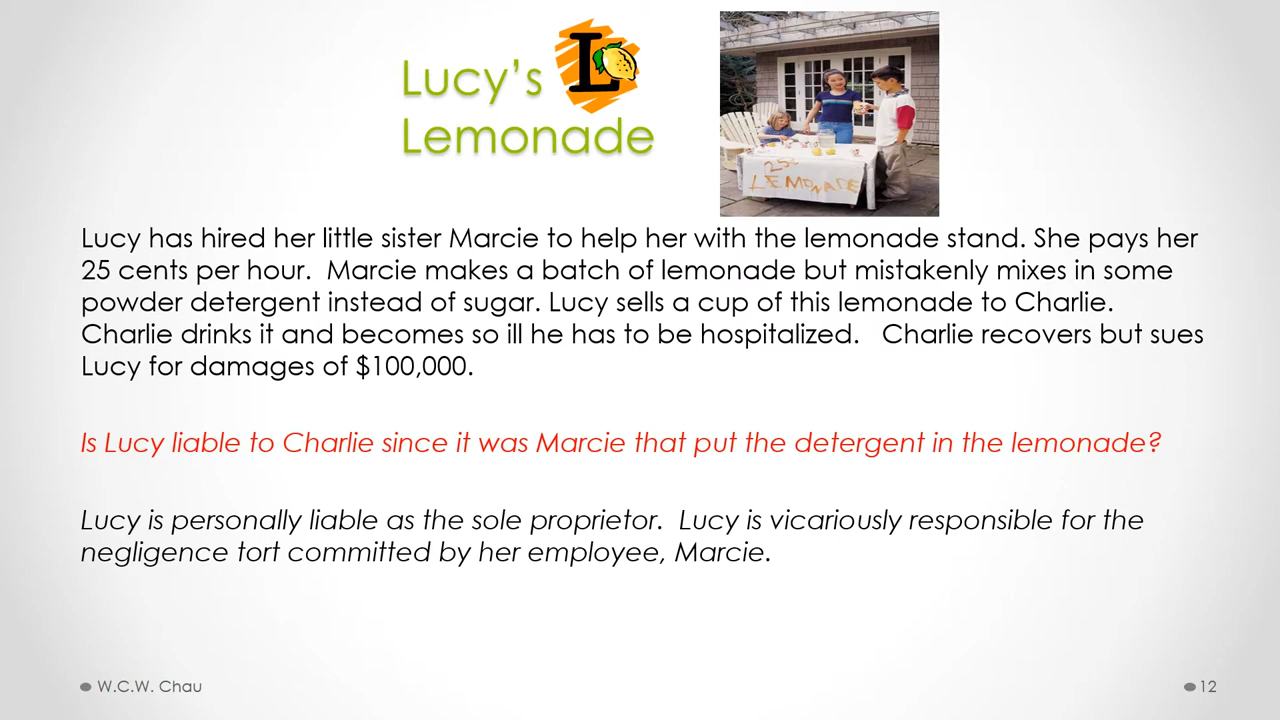 Lucy's
Lemonade
L
25¢
LEMONADE
Lucy has hired her little sister Marcie to help her with the lemonade stand. She pays her
25 cents per hour.  Marcie makes a batch of lemonade but mistakenly mixes in some
powder detergent instead of sugar. Lucy sells a cup of this lemonade to Charlie.
Charlie drinks it and becomes so ill he has to be hospitalized.   Charlie recovers but sues
Lucy for damages of $100,000.
Is Lucy liable to Charlie since it was Marcie that put the detergent in the lemonade?
Lucy is personally liable as the sole proprietor.  Lucy is vicariously responsible for the
negligence tort committed by her employee, Marcie.
W.C.W. Chau
12